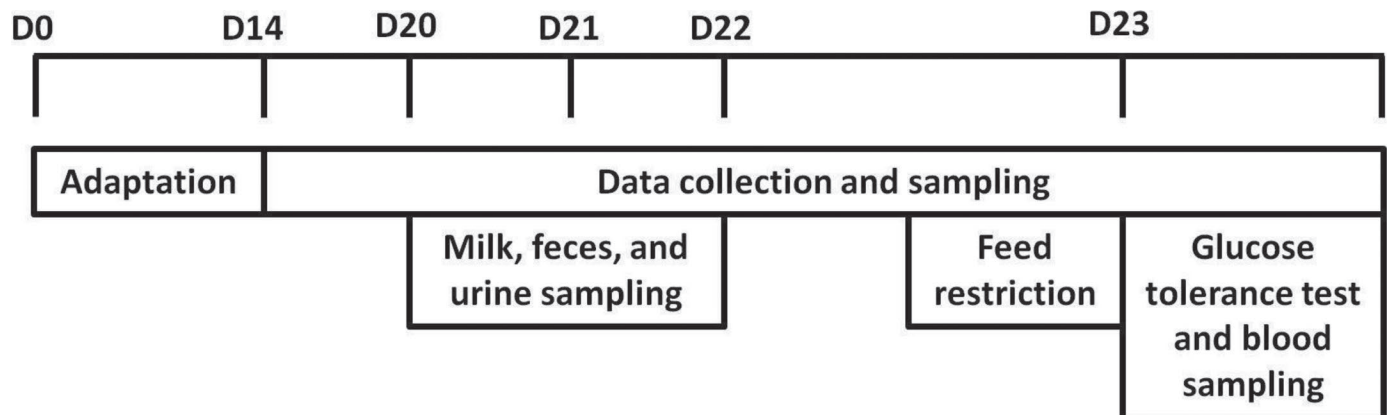 D0 D14 D20 D21 D22 D23
Adaptation
Data collection and sampling
Milk, feces, and
urine sampling
Feed
restriction
Glucose
tolerance test
and blood
sampling